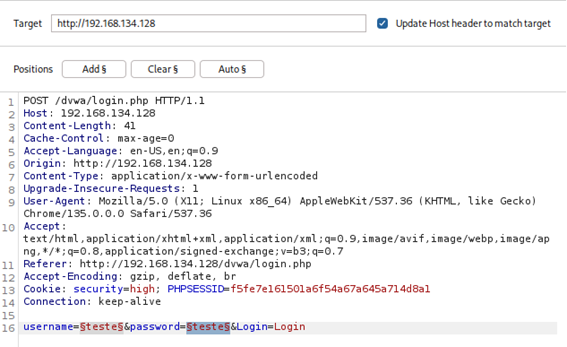 Target http://192.168.134.128 Update Host header to match target
Positions Add § Clear § Auto §
1 POST /dvwa/login.php HTTP/1.1
2 Host: 192.168.134.128
3 Content-Length: 41
4 Cache-Control: max-age=0
5 Accept-Language: en-US,en;q=0.9
6 Origin: http://192.168.134.128
7 Content-Type: application/x-www-form-urlencoded
8 Upgrade-Insecure-Requests: 1
9 User-Agent: Mozilla/5.0 (X11; Linux x86_64) AppleWebKit/537.36 (KHTML, like Gecko)
Chrome/135.0.0.0 Safari/537.36
10 Accept:
text/html,application/xhtml+xml,application/xml;q=0.9,image/avif,image/webp,image/ap
ng,*/*;q=0.8,application/signed-exchange;v=b3;q=0.7
11 Referer: http://192.168.134.128/dvwa/login.php
12 Accept-Encoding: gzip, deflate, br
13 Cookie: security=high; PHPSESSID=f5fe7e161501a6f54a67a645a714d8a1
14 Connection: keep-alive
15
16 username=§teste§&password=§teste§&Login=Login